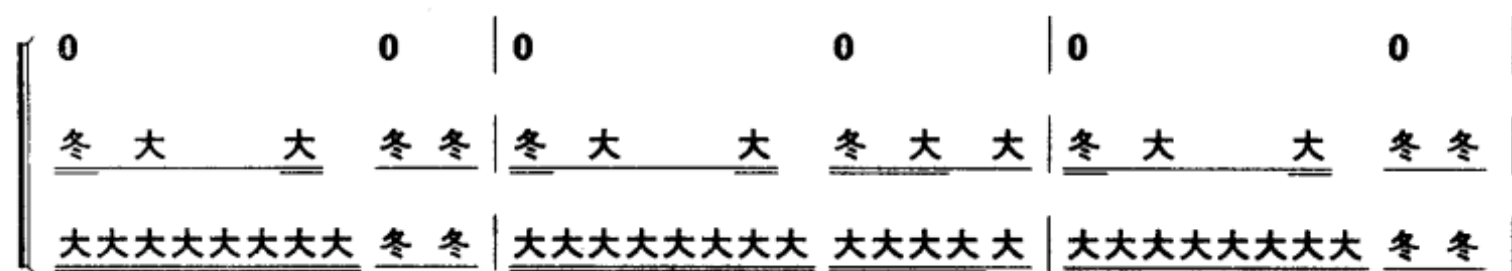 0 0 | 0 0 | 0 0
冬 大 大 冬 冬 | 冬 大 大 冬 大 大 | 冬 大 大 冬 冬
大大大大大大大大 冬 冬 | 大大大大大大大大 大大大大 大 | 大大大大大大大大 冬 冬